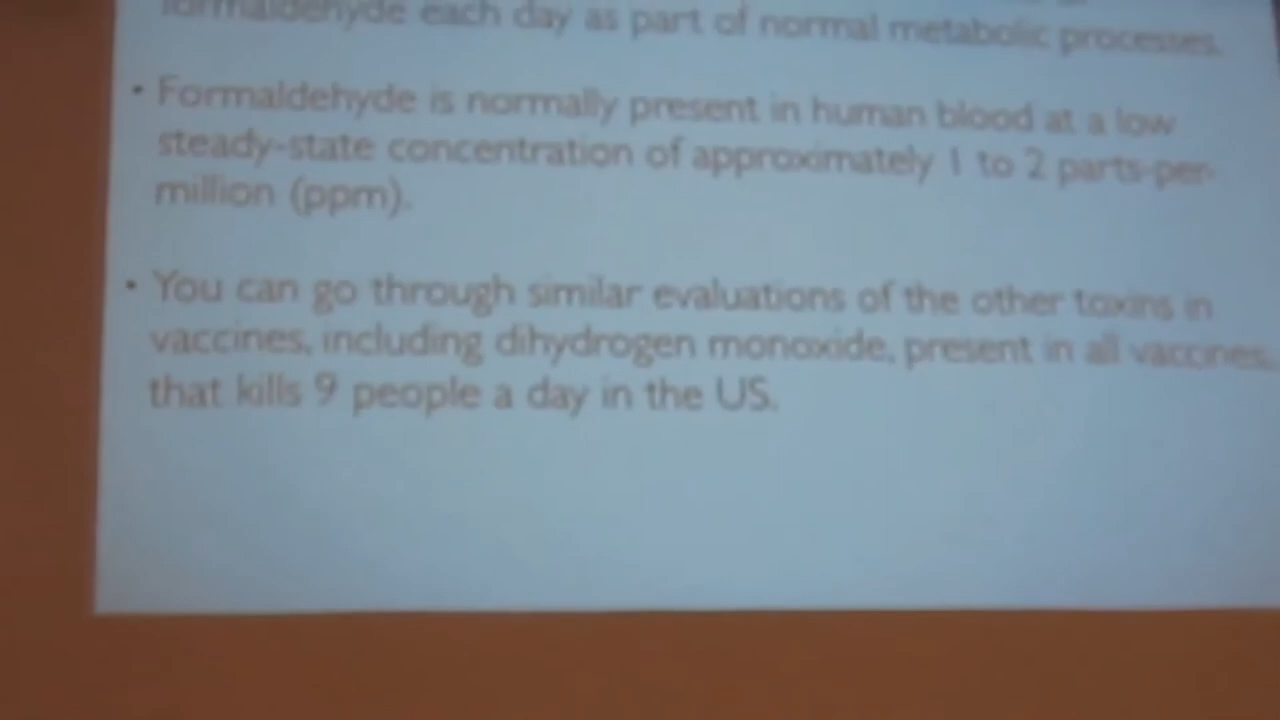 formaldehyde each day as part of normal metabolic processes.
• Formaldehyde is normally present in human blood at a low
steady-state concentration of approximately 1 to 2 parts-per-
million (ppm).
• You can go through similar evaluations of the other toxins in
vaccines, including dihydrogen monoxide, present in all vaccines,
that kills 9 people a day in the US.